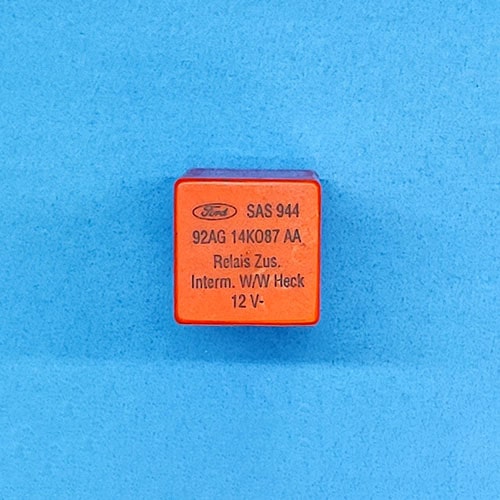 Ford SAS 944
92AG 14K087 AA
Relais Zus.
Interm. W/W Heck
12 V-